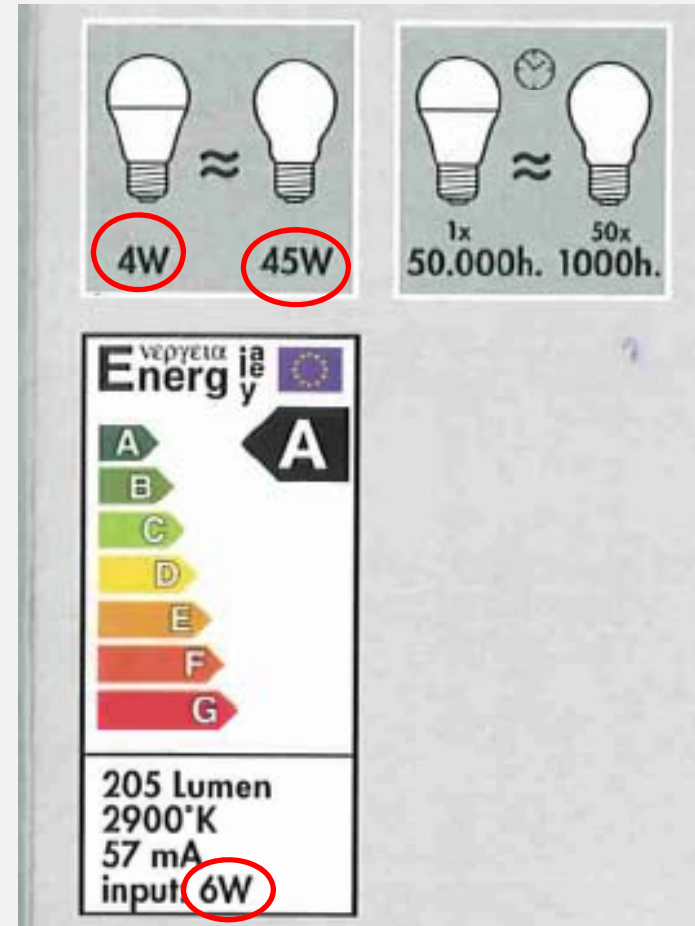 4W ≈ 45W
1x 50x
50.000h. ≈ 1000h.
Energ νεργεια ia
ie
y
A A
B
C
D
E
F
G
205 Lumen
2900°K
57 mA
input: 6W